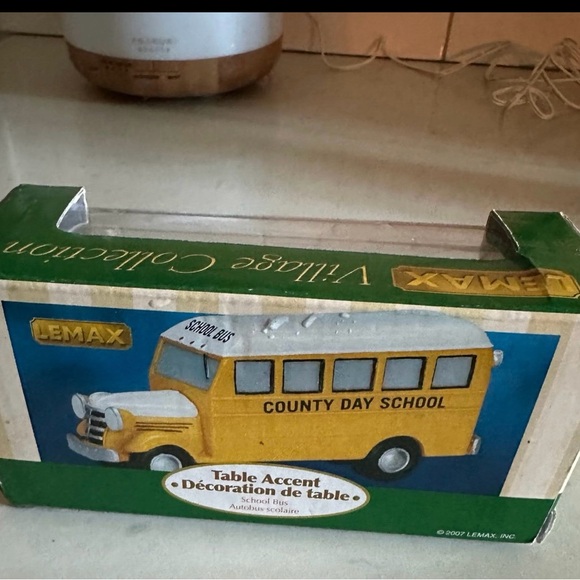 Village Collection
LEMAX
LEMAX
SCHOOL BUS
COUNTY DAY SCHOOL
Table Accent
• Décoration de table •
School Bus
Autobus scolaire
© 2007 LEMAX, INC